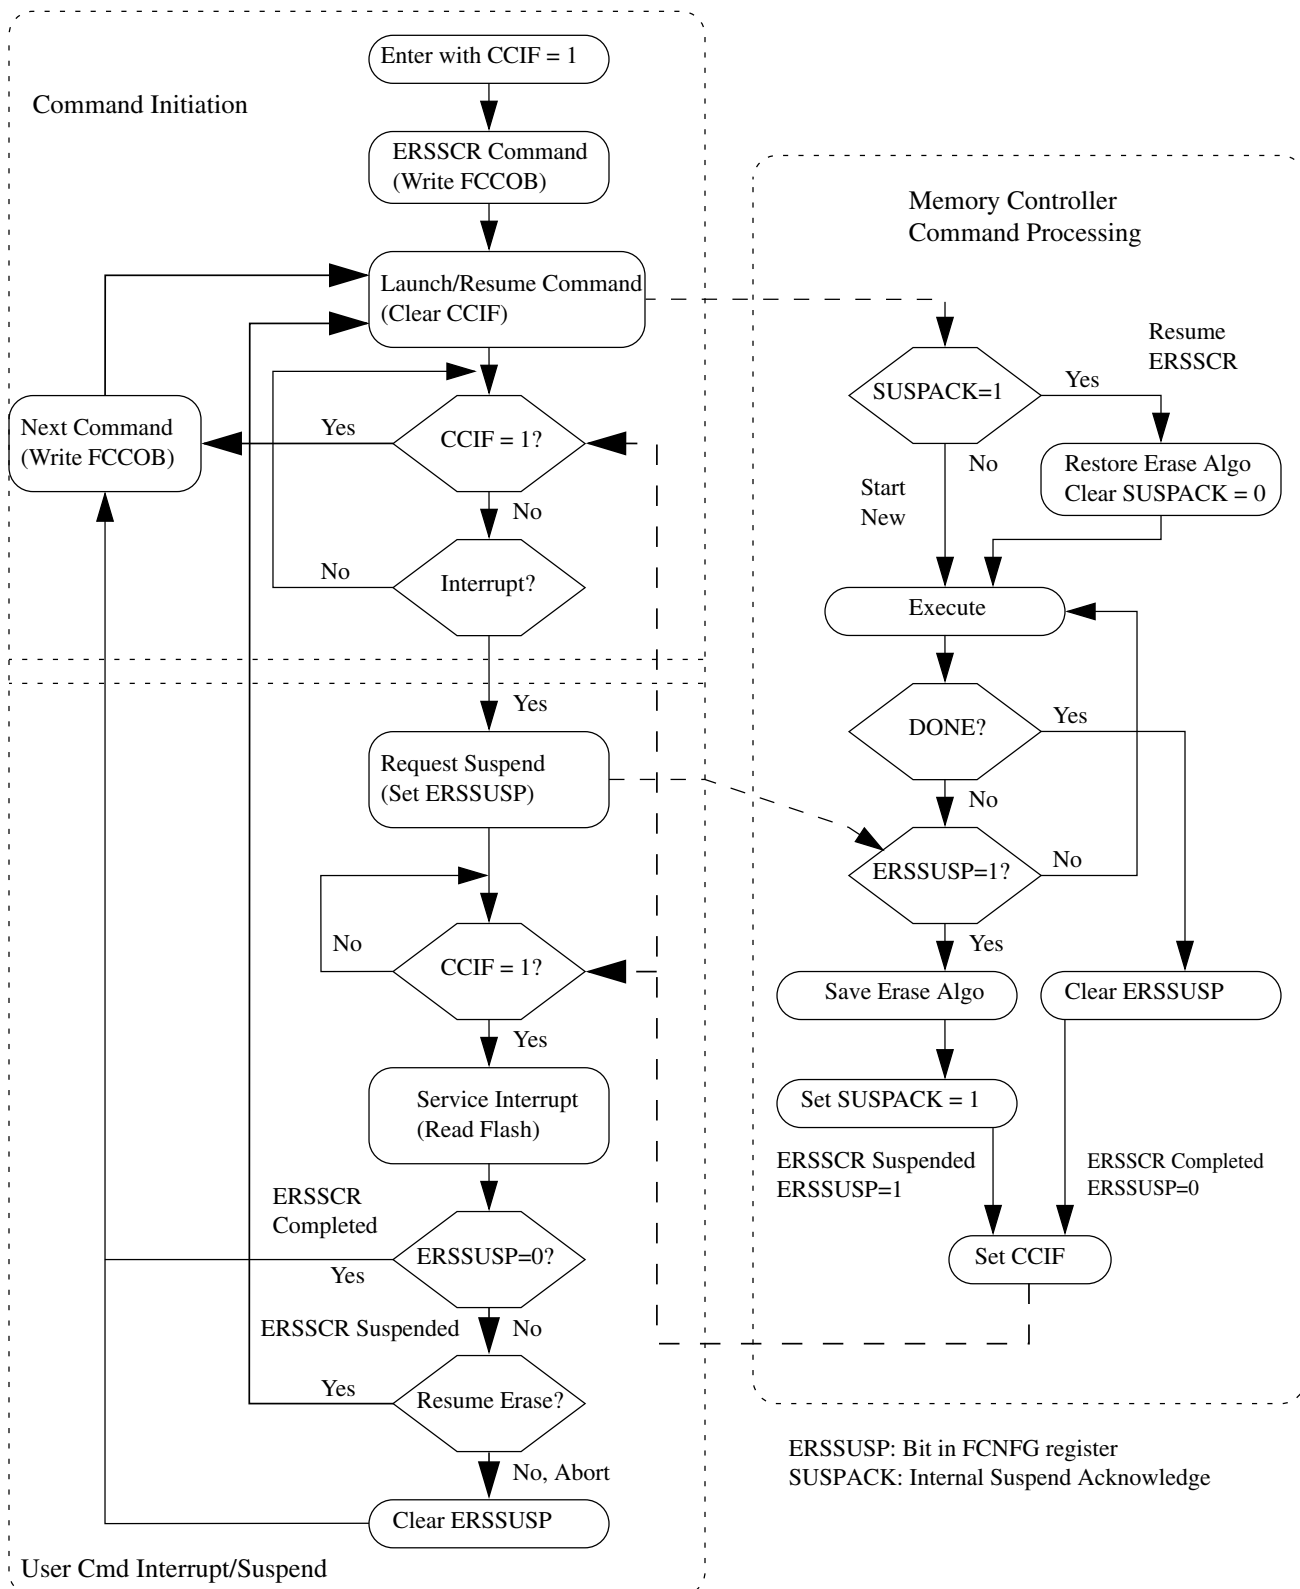 Enter with CCIF = 1
Command Initiation
ERSSCR Command
(Write FCCOB)
Launch/Resume Command
(Clear CCIF)
Next Command
(Write FCCOB)
Yes
CCIF = 1?
No
No
Interrupt?
Yes
Request Suspend
(Set ERSSUSP)
No
CCIF = 1?
Yes
Service Interrupt
(Read Flash)
ERSSCR
Completed
ERSSUSP=0?
Yes
ERSSCR Suspended
No
Yes
Resume Erase?
No, Abort
Clear ERSSUSP
User Cmd Interrupt/Suspend
Memory Controller
Command Processing
Resume
ERSSCR
SUSPACK=1
Yes
No
Restore Erase Algo
Clear SUSPACK = 0
Start
New
Execute
DONE?
Yes
No
ERSSUSP=1?
No
Yes
Save Erase Algo
Clear ERSSUSP
Set SUSPACK = 1
ERSSCR Suspended
ERSSUSP=1
ERSSCR Completed
ERSSUSP=0
Set CCIF
ERSSUSP: Bit in FCNFG register
SUSPACK: Internal Suspend Acknowledge